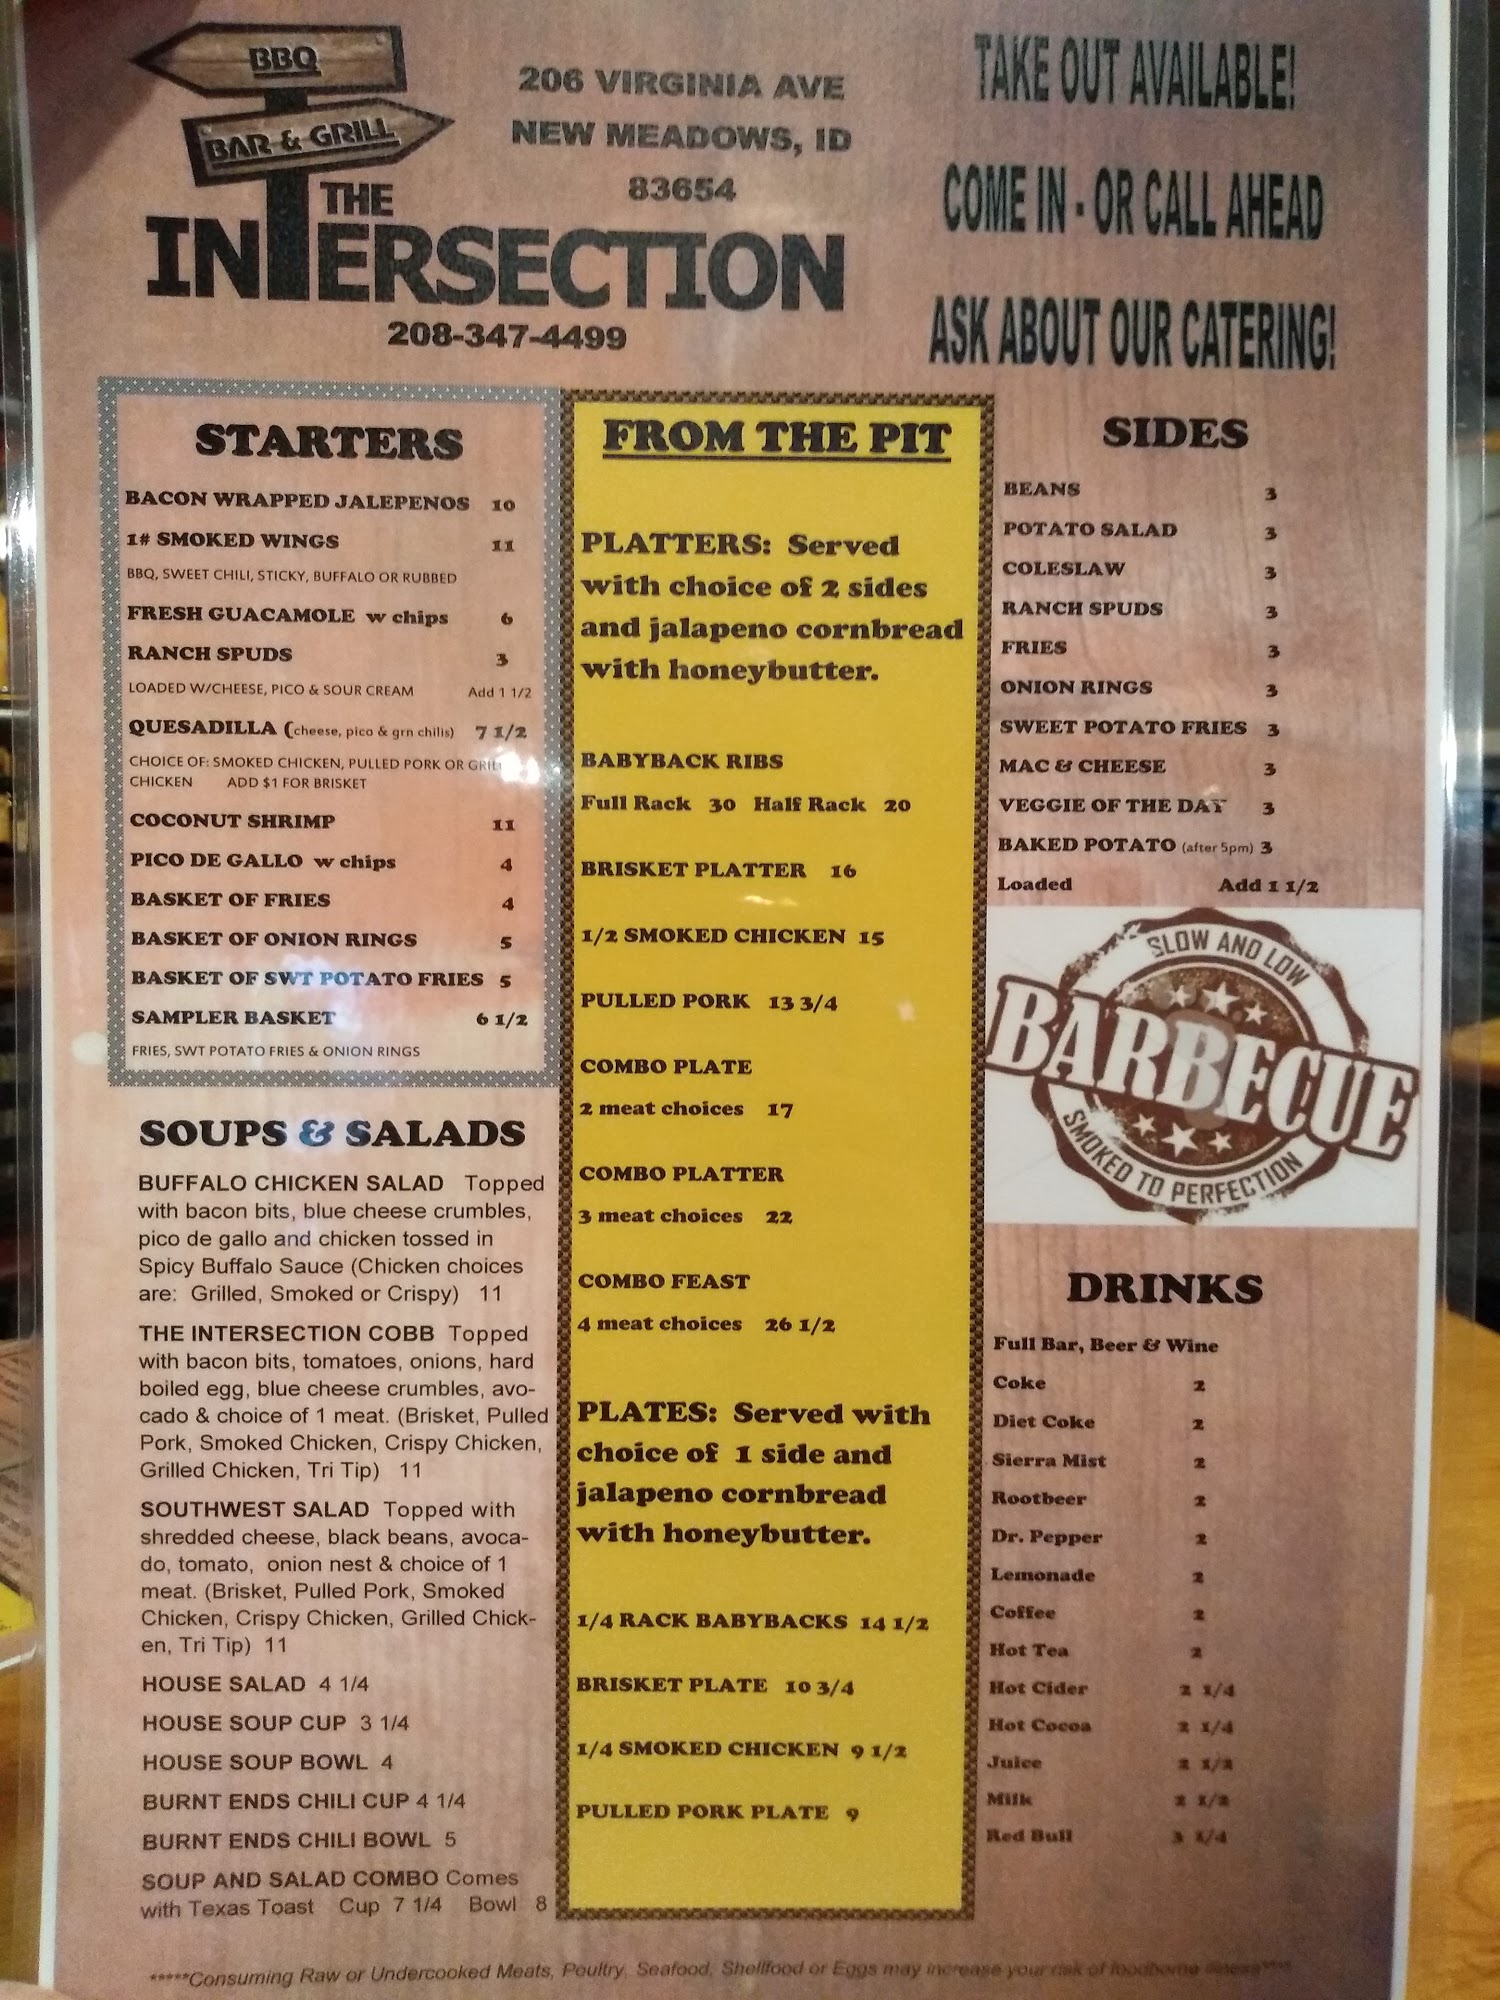 BBQ
BAR & GRILL
THE
INTERSECTION
208-347-4499
206 VIRGINIA AVE
NEW MEADOWS, ID
83654
TAKE OUT AVAILABLE!
COME IN - OR CALL AHEAD
ASK ABOUT OUR CATERING!
STARTERS
BACON WRAPPED JALEPENOS 10
1# SMOKED WINGS 11
BBQ, SWEET CHILI, STICKY, BUFFALO OR RUBBED
FRESH GUACAMOLE w chips 6
RANCH SPUDS 3
LOADED W/CHEESE, PICO & SOUR CREAM Add 1 1/2
QUESADILLA (cheese, pico & grn chilis) 7 1/2
CHOICE OF: SMOKED CHICKEN, PULLED PORK OR
CHICKEN ADD $1 FOR BRISKET
COCONUT SHRIMP 11
PICO DE GALLO w chips 4
BASKET OF FRIES 4
BASKET OF ONION RINGS 5
BASKET OF SWT POTATO FRIES 5
SAMPLER BASKET 6 1/2
FRIES, SWT POTATO FRIES & ONION RINGS
SOUPS & SALADS
BUFFALO CHICKEN SALAD Topped
with bacon bits, blue cheese crumbles,
pico de gallo and chicken tossed in
Spicy Buffalo Sauce (Chicken choices
are: Grilled, Smoked or Crispy) 11
THE INTERSECTION COBB Topped
with bacon bits, tomatoes, onions, hard
boiled egg, blue cheese crumbles, avo-
cado & choice of 1 meat. (Brisket, Pulled
Pork, Smoked Chicken, Crispy Chicken,
Grilled Chicken, Tri Tip) 11
SOUTHWEST SALAD Topped with
shredded cheese, black beans, avoca-
do, tomato, onion nest & choice of 1
meat. (Brisket, Pulled Pork, Smoked
Chicken, Crispy Chicken, Grilled Chick-
en, Tri Tip) 11
HOUSE SALAD 4 1/4
HOUSE SOUP CUP 3 1/4
HOUSE SOUP BOWL 4
BURNT ENDS CHILI CUP 4 1/4
BURNT ENDS CHILI BOWL 5
SOUP AND SALAD COMBO Comes
with Texas Toast Cup 7 1/4 Bowl 8
FROM THE PIT
PLATTERS: Served
with choice of 2 sides
and jalapeno cornbread
with honeybutter.
BABYBACK RIBS
Full Rack 30 Half Rack 20
BRISKET PLATTER 16
1/2 SMOKED CHICKEN 15
PULLED PORK 13 3/4
COMBO PLATE
2 meat choices 17
COMBO PLATTER
3 meat choices 22
COMBO FEAST
4 meat choices 26 1/2
PLATES: Served with
choice of 1 side and
jalapeno cornbread
with honeybutter.
1/4 RACK BABYBACKS 14 1/2
BRISKET PLATE 10 3/4
1/4 SMOKED CHICKEN 9 1/2
PULLED PORK PLATE 9
SIDES
BEANS 3
POTATO SALAD 3
COLESLAW 3
RANCH SPUDS 3
FRIES 3
ONION RINGS 3
SWEET POTATO FRIES 3
MAC & CHEESE 3
VEGGIE OF THE DAY 3
BAKED POTATO (after 5pm) 3
Loaded Add 1 1/2
SLOW AND LOW
BARBECUE
SMOKED TO PERFECTION
DRINKS
Full Bar, Beer & Wine
Coke 2
Diet Coke 2
Sierra Mist 2
Rootbeer 2
Dr. Pepper 2
Lemonade 2
Coffee 2
Hot Tea 2
Hot Cider 2 1/4
Hot Cocoa 2 1/4
Juice 2 1/2
Milk 2 1/2
Red Bull 3 1/4
*****Consuming Raw or Undercooked Meats, Poultry, Seafood, Shellfood or Eggs may increase your risk of foodborne illness****